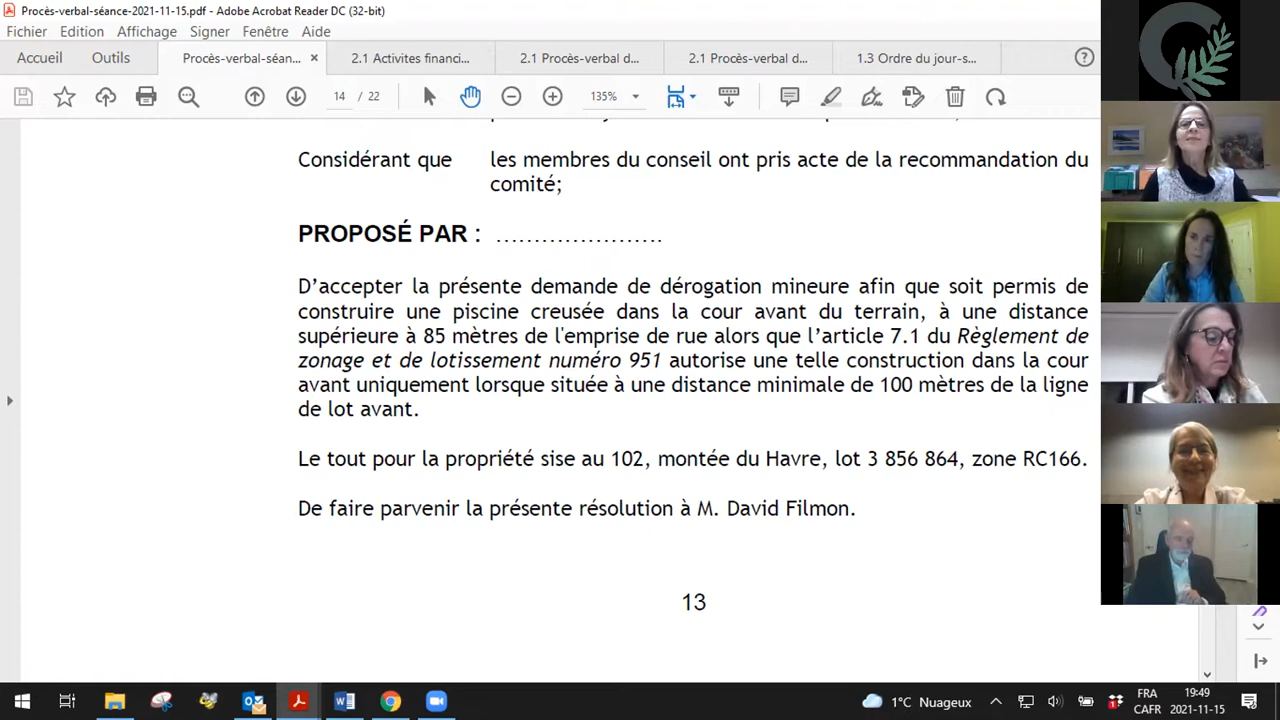 Procès-verbal-séance-2021-11-15.pdf - Adobe Acrobat Reader DC (32-bit)
Fichier Edition Affichage Signer Fenêtre Aide
Accueil Outils Procès-verbal-séan... × 2.1 Activites financi... 2.1 Procès-verbal d... 2.1 Procès-verbal d... 1.3 Ordre du jour-s...
14 / 22 135%
Considérant que les membres du conseil ont pris acte de la recommandation du
comité;
PROPOSÉ PAR : ......................
D’accepter la présente demande de dérogation mineure afin que soit permis de
construire une piscine creusée dans la cour avant du terrain, à une distance
supérieure à 85 mètres de l'emprise de rue alors que l’article 7.1 du Règlement de
zonage et de lotissement numéro 951 autorise une telle construction dans la cour
avant uniquement lorsque située à une distance minimale de 100 mètres de la ligne
de lot avant.
Le tout pour la propriété sise au 102, montée du Havre, lot 3 856 864, zone RC166.
De faire parvenir la présente résolution à M. David Filmon.
13
1°C Nuageux FRA 19:49
CAFR 2021-11-15